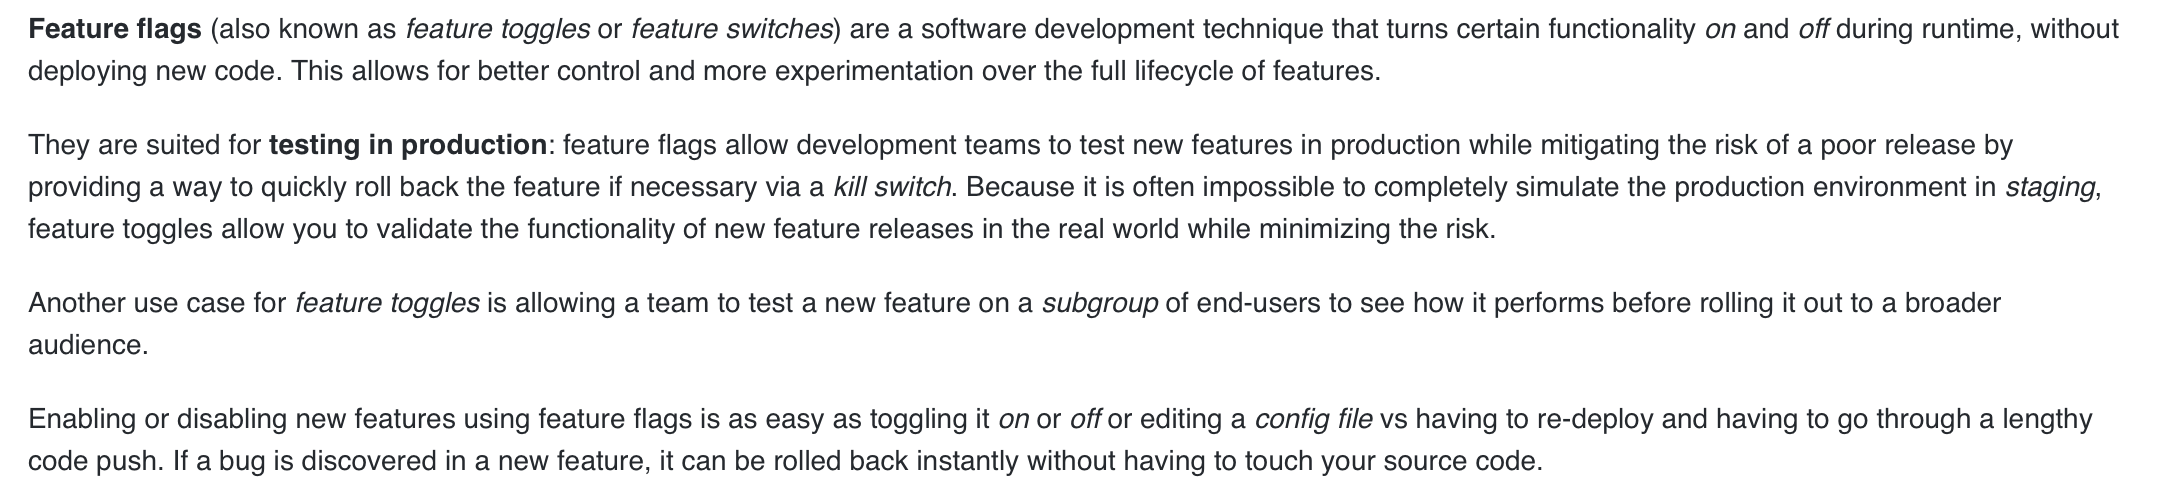 Feature flags (also known as feature toggles or feature switches) are a software development technique that turns certain functionality on and off during runtime, without
deploying new code. This allows for better control and more experimentation over the full lifecycle of features.
They are suited for testing in production: feature flags allow development teams to test new features in production while mitigating the risk of a poor release by
providing a way to quickly roll back the feature if necessary via a kill switch. Because it is often impossible to completely simulate the production environment in staging,
feature toggles allow you to validate the functionality of new feature releases in the real world while minimizing the risk.
Another use case for feature toggles is allowing a team to test a new feature on a subgroup of end-users to see how it performs before rolling it out to a broader
audience.
Enabling or disabling new features using feature flags is as easy as toggling it on or off or editing a config file vs having to re-deploy and having to go through a lengthy
code push. If a bug is discovered in a new feature, it can be rolled back instantly without having to touch your source code.